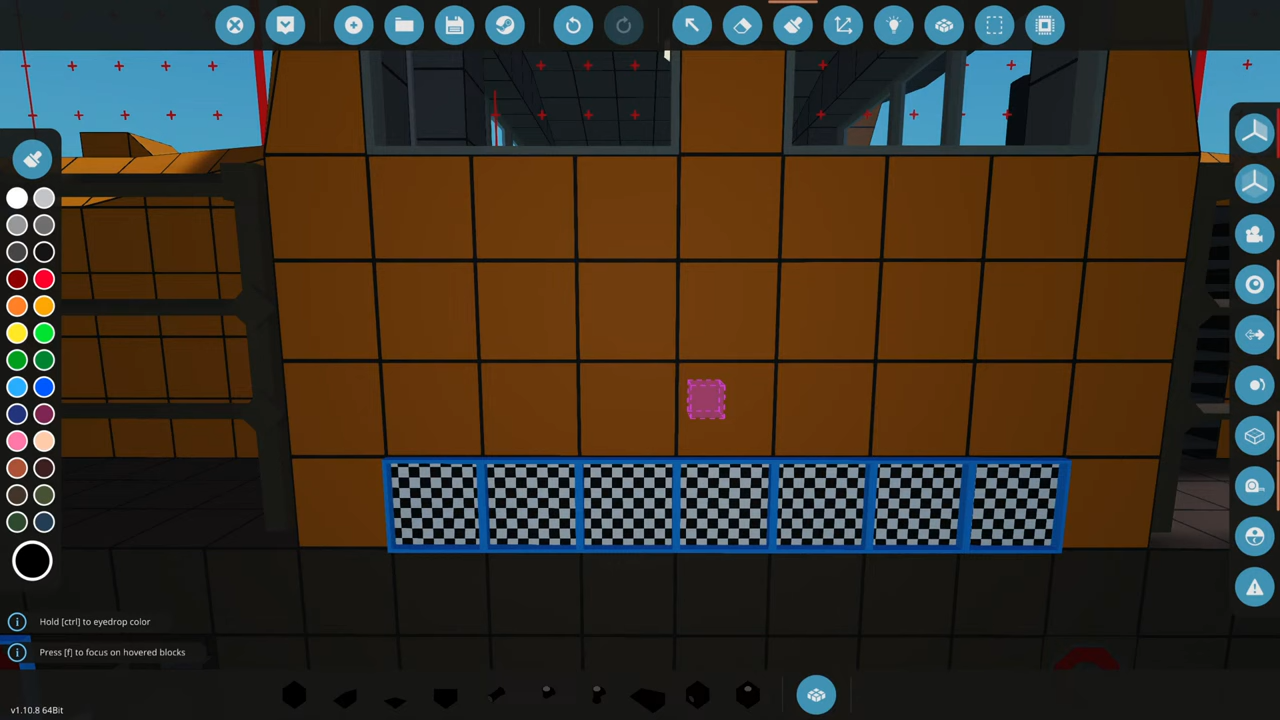 Hold [ctrl] to eyedrop color
Press [f] to focus on hovered blocks
v1.10.8 64Bit